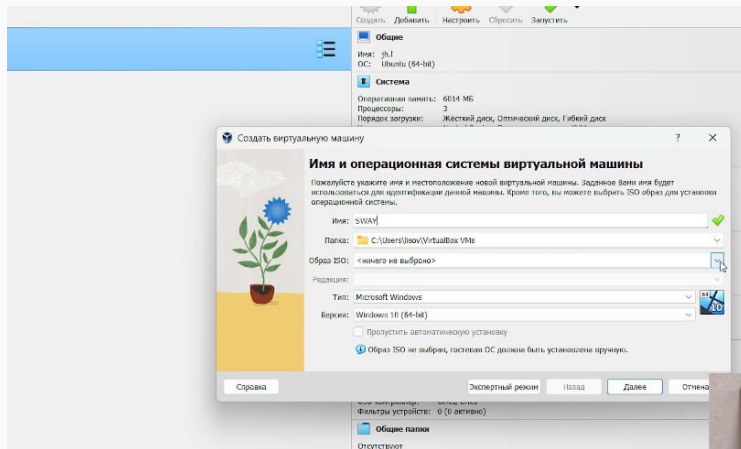 Создать Добавить Настроить Сбросить Запустить
Общие
Имя: jh.l
ОС: Ubuntu (64-bit)
Система
Оперативная память: 6014 МБ
Процессоры: 3
Порядок загрузки: Жесткий диск, Оптический диск, Гибкий диск
Создать виртуальную машину
Имя и операционная системы виртуальной машины
Пожалуйста укажите имя и местоположение новой виртуальной машины. Заданное Вами имя будет
использоваться для идентификации данной машины. Кроме того, вы можете выбрать ISO образ для установки
операционной системы.
Имя: SWAY
Папка: C:\Users\lisov\VirtualBox VMs
Образ ISO: <ничего не выбрано>
Редакция:
Тип: Microsoft Windows
64
Версия: Windows 10 (64-bit)
10
Пропустить автоматическую установку
Образ ISO не выбран, гостевая ОС должна быть установлена вручную.
Справка Экспертный режим Назад Далее Отмена
Фильтры устройств: 0 (0 активно)
Общие папки
Отсутствуют